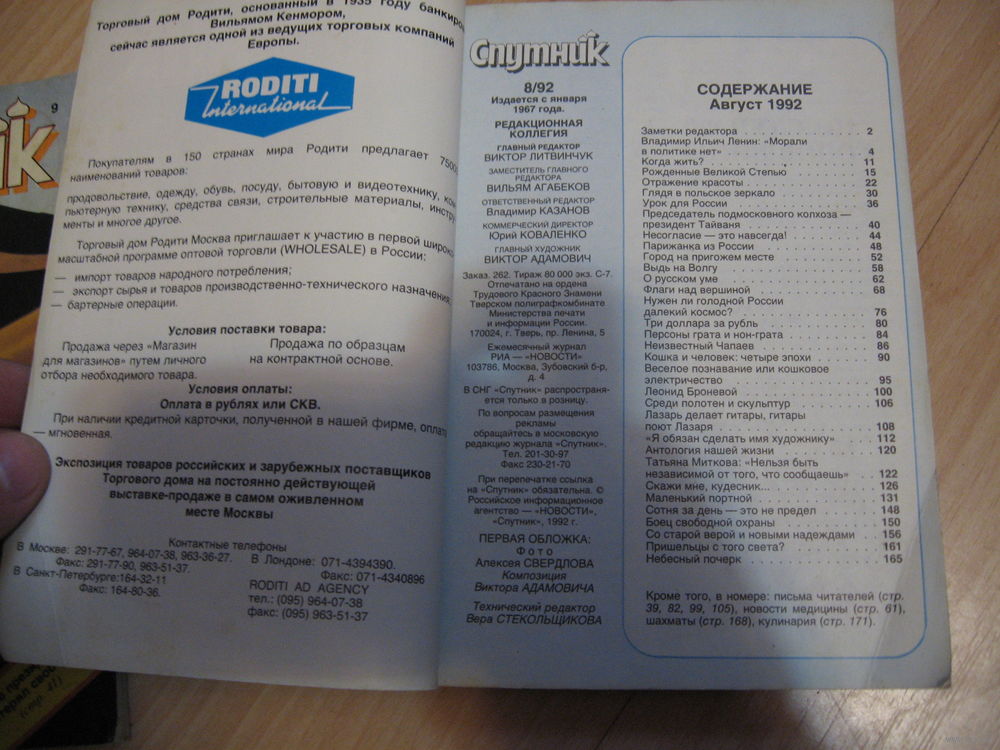 Торговый дом Родити, основанный в 1935 году банкиром
Вильямом Кенмором,
сейчас является одной из ведущих торговых компаний
Европы.
RODITI
International
Покупателям в 150 странах мира Родити предлагает 7500
наименований товаров:
продовольствие, одежду, обувь, посуду, бытовую и видеотехнику, ком-
пьютерную технику, средства связи, строительные материалы, инстру-
менты и многое другое.
Торговый дом Родити Москва приглашает к участию в первой широко-
масштабной программе оптовой торговли (WHOLESALE) в России:
— импорт товаров народного потребления;
— экспорт сырья и товаров производственно-технического назначения;
— бартерные операции.
Условия поставки товара:
Продажа через «Магазин
для магазинов» путем личного
отбора необходимого товара.
Продажа по образцам
на контрактной основе.
Условия оплаты:
Оплата в рублях или СКВ.
При наличии кредитной карточки, полученной в нашей фирме, оплата
— мгновенная.
Экспозиция товаров российских и зарубежных поставщиков
Торгового дома на постоянно действующей
выставке-продаже в самом оживленном
месте Москвы
Контактные телефоны
В Москве: 291-77-67, 964-07-38, 963-36-27.
Факс: 291-77-90, 963-51-37.
В Санкт-Петербурге:164-32-11
Факс: 164-80-36.
В Лондоне: 071-4394390.
Факс: 071-4340896
RODITI AD AGENCY
тел.: (095) 964-07-38
факс: (095) 963-51-37
Спутник
8/92
Издается с января
1967 года.
РЕДАКЦИОННАЯ
КОЛЛЕГИЯ
ГЛАВНЫЙ РЕДАКТОР
ВИКТОР ЛИТВИНЧУК
ЗАМЕСТИТЕЛЬ ГЛАВНОГО
РЕДАКТОРА
ВИЛЬЯМ АГАБЕКОВ
ОТВЕТСТВЕННЫЙ РЕДАКТОР
Владимир КАЗАНОВ
КОММЕРЧЕСКИЙ ДИРЕКТОР
Юрий КОВАЛЕНКО
ГЛАВНЫЙ ХУДОЖНИК
ВИКТОР АДАМОВИЧ
Заказ. 262. Тираж 80 000 экз. С-7.
Отпечатано на ордена
Трудового Красного Знамени
Тверском полиграфкомбинате
Министерства печати
и информации России.
170024, г. Тверь, пр. Ленина, 5
Ежемесячный журнал
РИА — «НОВОСТИ»
103786, Москва, Зубовский б-р,
д. 4
В СНГ «Спутник» распространя-
ется только в розницу.
По вопросам размещения
рекламы
обращайтесь в московскую
редакцию журнала «Спутник».
Тел. 201-30-97
Факс 230-21-70
При перепечатке ссылка
на «Спутник» обязательна. ©
Российское информационное
агентство — «НОВОСТИ»,
«Спутник», 1992 г.
ПЕРВАЯ ОБЛОЖКА:
Фото
Алексея СВЕРДЛОВА
Композиция
Виктора АДАМОВИЧА
Технический редактор
Вера СТЕКОЛЬЩИКОВА
СОДЕРЖАНИЕ
Август 1992
Заметки редактора 2
Владимир Ильич Ленин: «Морали
в политике нет» 4
Когда жить? 11
Рожденные Великой Степью 15
Отражение красоты 22
Глядя в польское зеркало 30
Урок для России 36
Председатель подмосковного колхоза —
президент Тайваня 40
Несогласие — это навсегда! 44
Парижанка из России 48
Город на пригожем месте 52
Выдь на Волгу 58
О русском уме 62
Флаги над вершиной 68
Нужен ли голодной России
далекий космос? 76
Три доллара за рубль 80
Персоны грата и нон-грата 84
Неизвестный Чапаев 86
Кошка и человек: четыре эпохи 90
Веселое познавание или кошковое
электричество 95
Леонид Броневой 100
Среди полотен и скульптур 106
Лазарь делает гитары, гитары
поют Лазаря 108
«Я обязан сделать имя художнику» 112
Антология нашей жизни 120
Татьяна Миткова: «Нельзя быть
независимой от того, что сообщаешь» 122
Скажи мне, кудесник... 126
Маленький портной 131
Сотня за день — это не предел 148
Боец свободной охраны 150
Со старой верой и новыми надеждами 156
Пришельцы с того света? 161
Небесный почерк 165
Кроме того, в номере: письма читателей (стр.
39, 82, 99, 105), новости медицины (стр. 61),
шахматы (стр. 168), кулинария (стр. 171).
9
ik
(стр. 41)